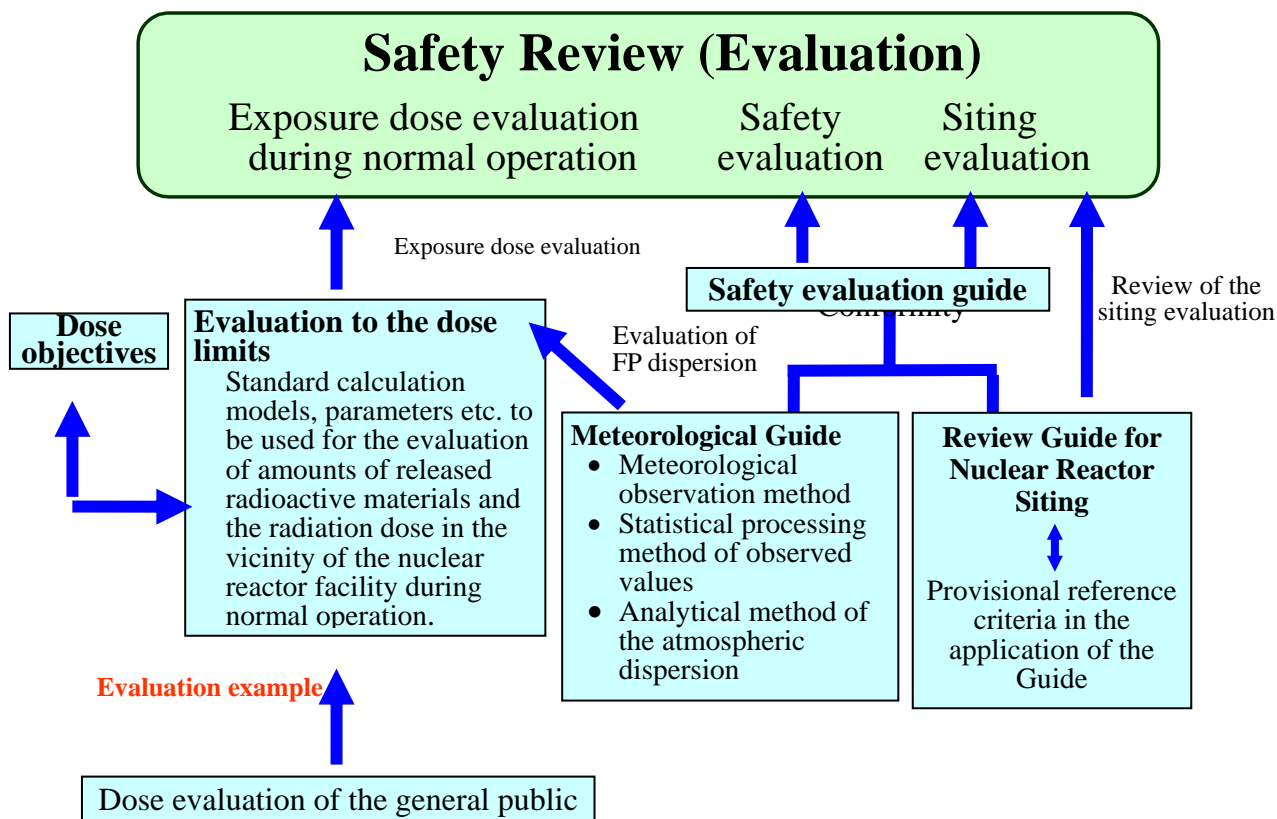 Safety Review (Evaluation)
Exposure dose evaluation
during normal operation
Safety
evaluation
Siting
evaluation
Exposure dose evaluation
Safety evaluation guide
Conformity
Review of the
siting evaluation
Dose
objectives
Evaluation to the dose
limits
Standard calculation
models, parameters etc. to
be used for the evaluation
of amounts of released
radioactive materials and
the radiation dose in the
vicinity of the nuclear
reactor facility during
normal operation.
Evaluation of
FP dispersion
Meteorological Guide
• Meteorological
observation method
• Statistical processing
method of observed
values
• Analytical method of
the atmospheric
dispersion
Review Guide for
Nuclear Reactor
Siting
Provisional reference
criteria in the
application of the
Guide
Evaluation example
Dose evaluation of the general public